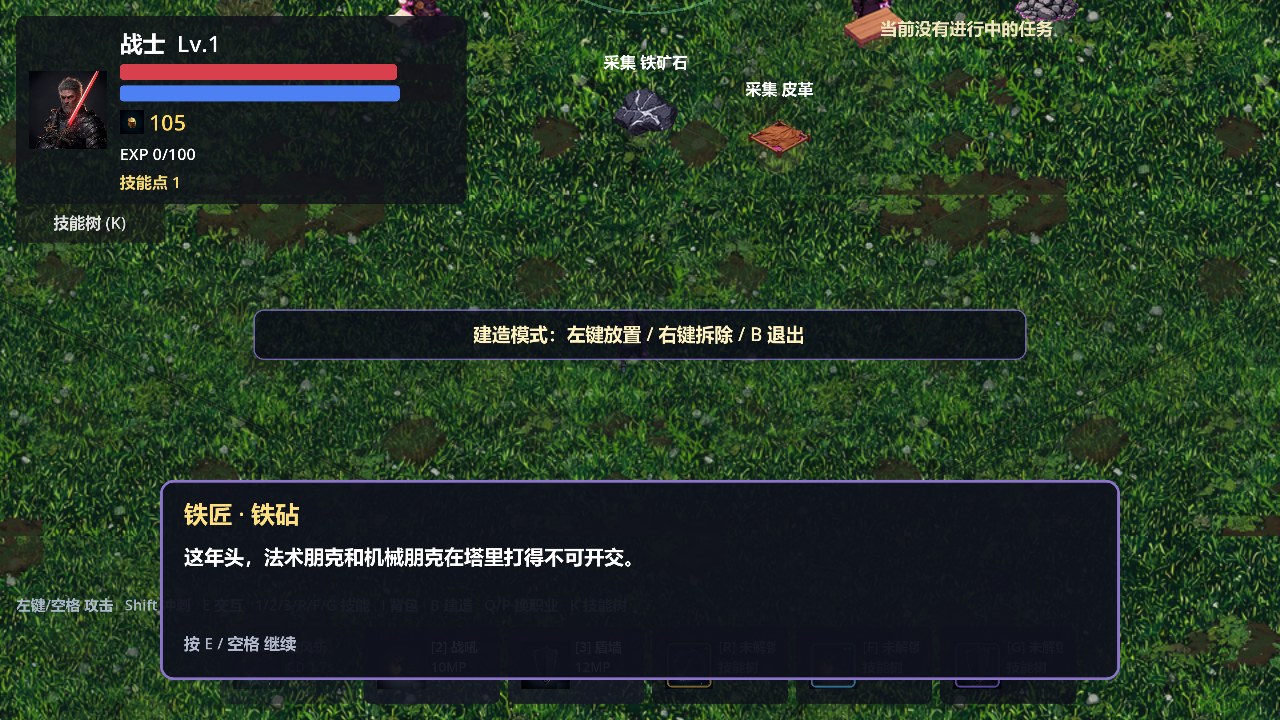 战士 Lv.1
105
EXP 0/100
技能点 1
技能树 (K)
当前没有进行中的任务
采集 铁矿石
采集 皮革
建造模式：左键放置 / 右键拆除 / B 退出
铁匠 · 铁砧
这年头，法术朋克和机械朋克在塔里打得不可开交。
左键/空格 攻击 Shift
按 E / 空格 继续
[2] 战吼
10MP
[3] 盾墙
12MP